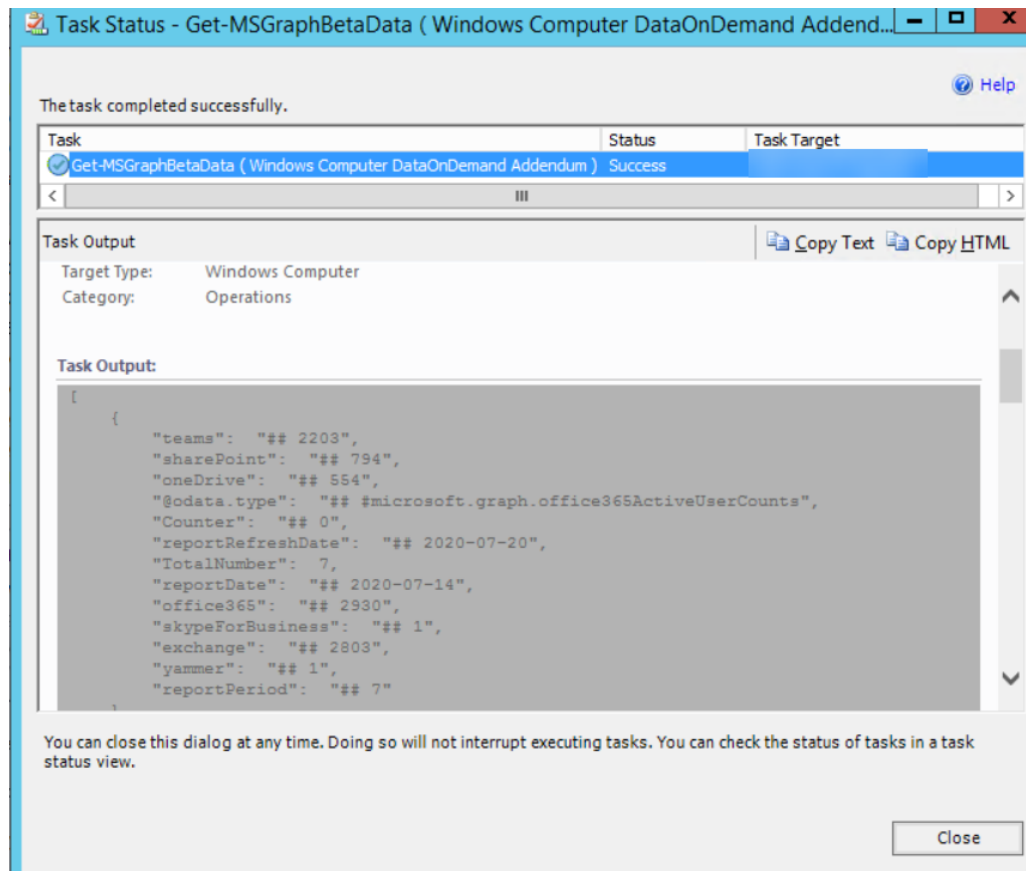 Task Status - Get-MSGraphBetaData ( Windows Computer DataOnDemand Addend...
Help
The task completed successfully.
Task Status Task Target
Get-MSGraphBetaData ( Windows Computer DataOnDemand Addendum ) Success
Task Output Copy Text Copy HTML
Target Type: Windows Computer
Category: Operations
Task Output:
[
{
"teams": "## 2203",
"sharePoint": "## 794",
"oneDrive": "## 554",
"@odata.type": "## #microsoft.graph.office365ActiveUserCounts",
"Counter": "## 0",
"reportRefreshDate": "## 2020-07-20",
"TotalNumber": 7,
"reportDate": "## 2020-07-14",
"office365": "## 2930",
"skypeForBusiness": "## 1",
"exchange": "## 2803",
"yammer": "## 1",
"reportPeriod": "## 7"
You can close this dialog at any time. Doing so will not interrupt executing tasks. You can check the status of tasks in a task
status view.
Close